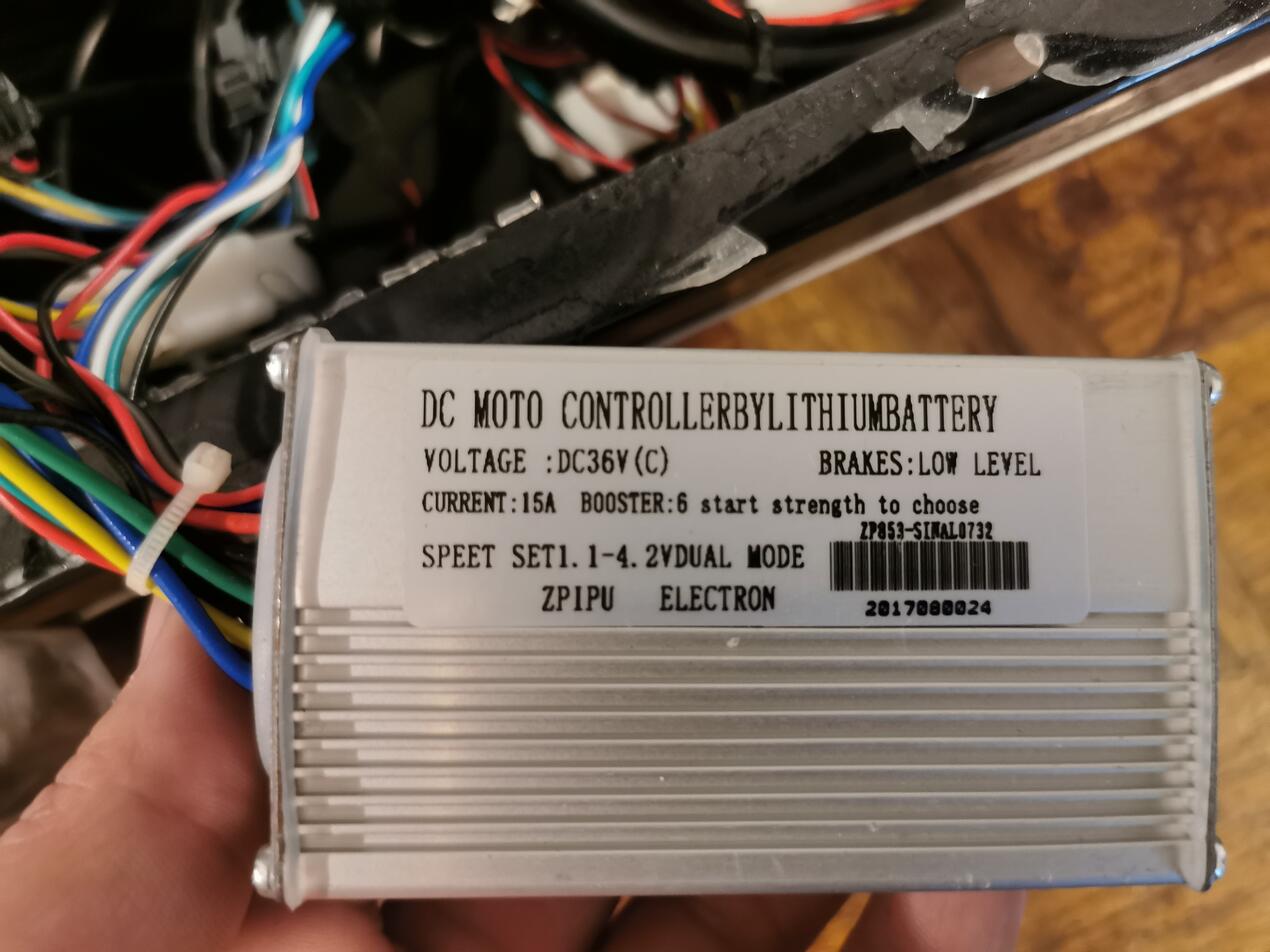 DC MOTO CONTROLLERBYLITHIUMBATTERY
VOLTAGE :DC36V(C) BRAKES:LOW LEVEL
CURRENT:15A BOOSTER:6 start strength to choose
ZP853-SINAL0732
SPEET SET1.1-4.2VDUAL MODE
ZPIPU ELECTRON
2017080024